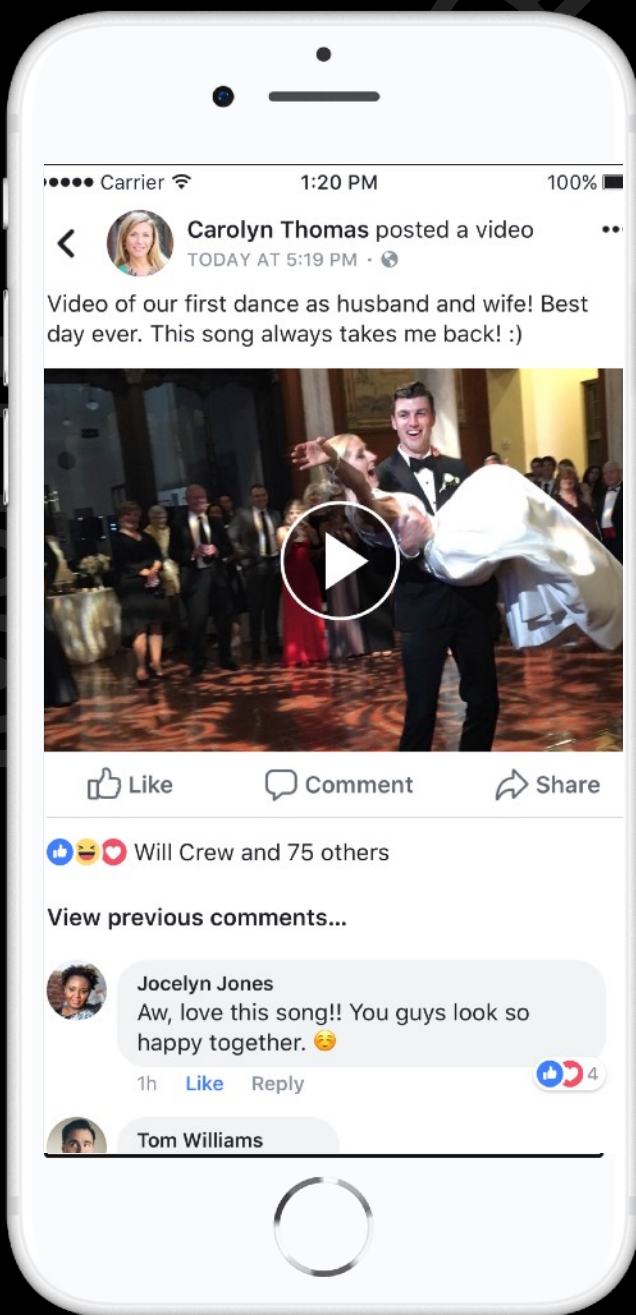 Carrier 1:20 PM 100%
Carolyn Thomas posted a video
TODAY AT 5:19 PM ·
Video of our first dance as husband and wife! Best
day ever. This song always takes me back! :)
Like Comment Share
Will Crew and 75 others
View previous comments...
Jocelyn Jones
Aw, love this song!! You guys look so
happy together. ☺️
4
1h Like Reply
Tom Williams